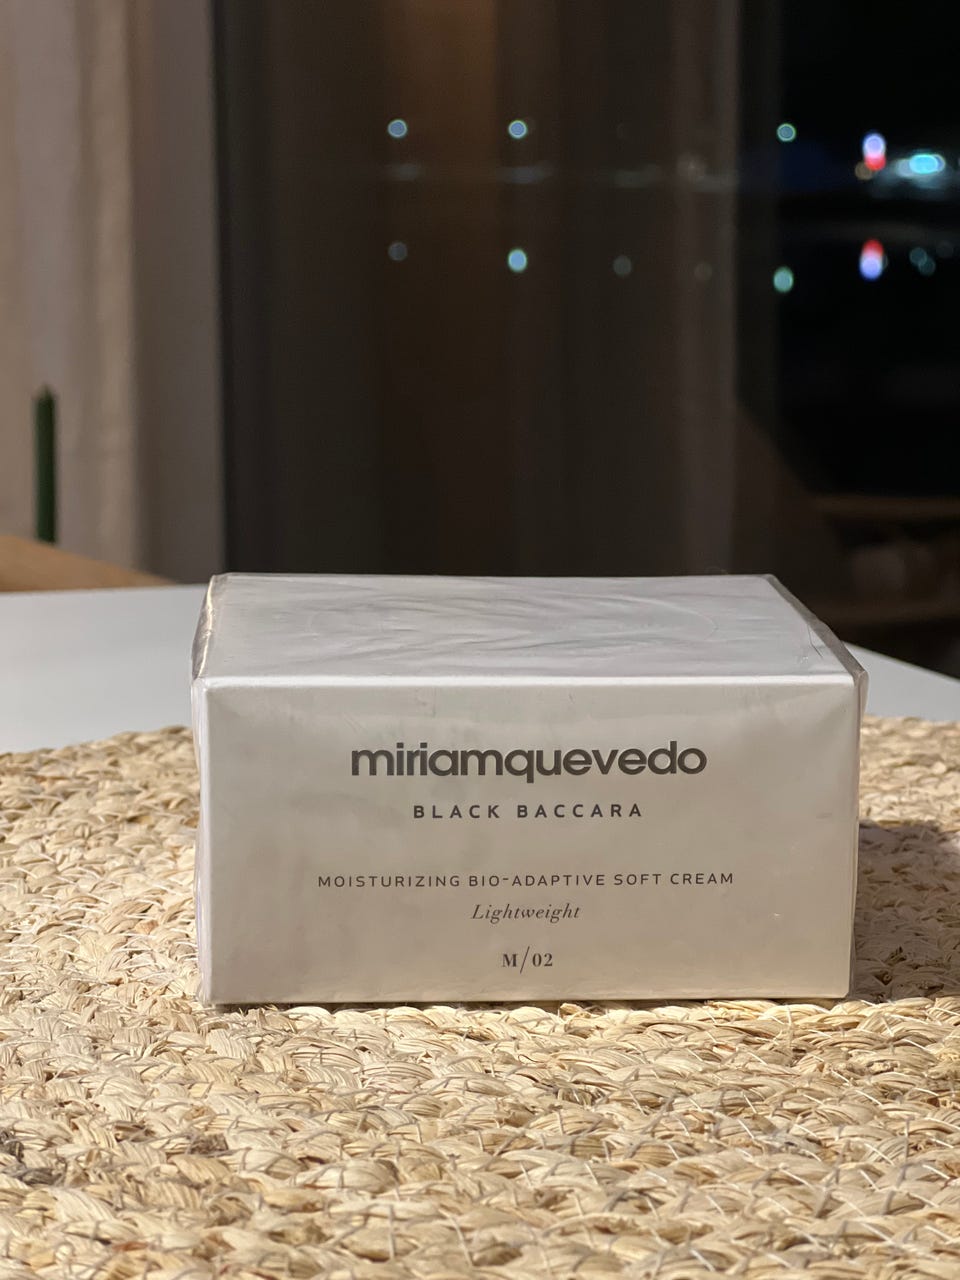 miriamquevedo
BLACK BACCARA
MOISTURIZING BIO-ADAPTIVE SOFT CREAM
Lightweight
M/02